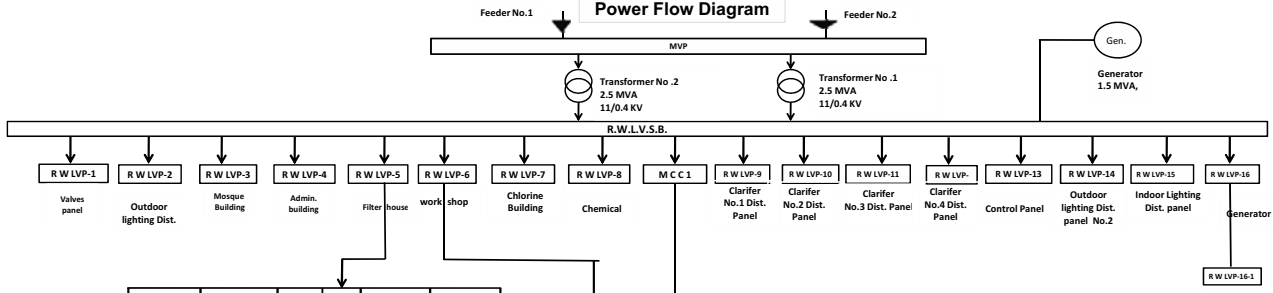 Power Flow Diagram
Feeder No.1
Feeder No.2
MVP
Gen.
Transformer No .2
2.5 MVA
11/0.4 KV
Transformer No .1
2.5 MVA
11/0.4 KV
Generator
1.5 MVA,
R.W.L.V.S.B.
R W LVP-1
R W LVP-2
R W LVP-3
R W LVP-4
R W LVP-5
R W LVP-6
R W LVP-7
R W LVP-8
M C C 1
R W LVP-9
R W LVP-10
R W LVP-11
R W LVP-
R W LVP-13
R W LVP-14
R W LVP-15
R W LVP-16
Valves
panel
Outdoor
lighting Dist.
Mosque
Building
Admin.
building
Filter house
work shop
Chlorine
Building
Chemical
Clarifer
No.1 Dist.
Panel
Clarifer
No.2 Dist.
Panel
Clarifer
No.3 Dist. Panel
Clarifer
No.4 Dist.
Panel
Control Panel
Outdoor
lighting Dist.
panel No.2
Indoor Lighting
Dist. panel
Generator
R W LVP-16-1